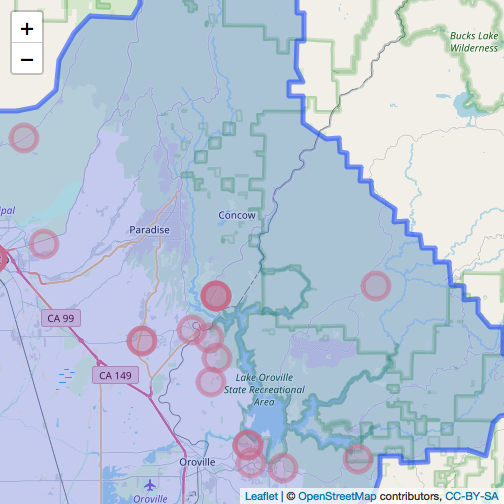 +
−
Bucks Lake
Wilderness
pal
Concow
Paradise
CA 99
CA 149
Lake Oroville
State Recreational
Area
Oroville
Oroville
Leaflet | © OpenStreetMap contributors, CC-BY-SA